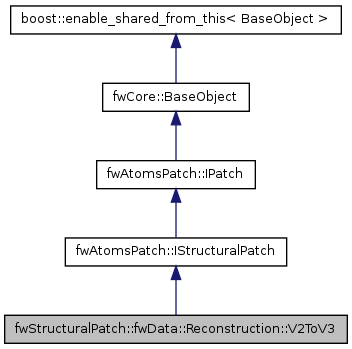 boost::enable_shared_from_this< BaseObject >
fwCore::BaseObject
fwAtomsPatch::IPatch
fwAtomsPatch::IStructuralPatch
fwStructuralPatch::fwData::Reconstruction::V2ToV3